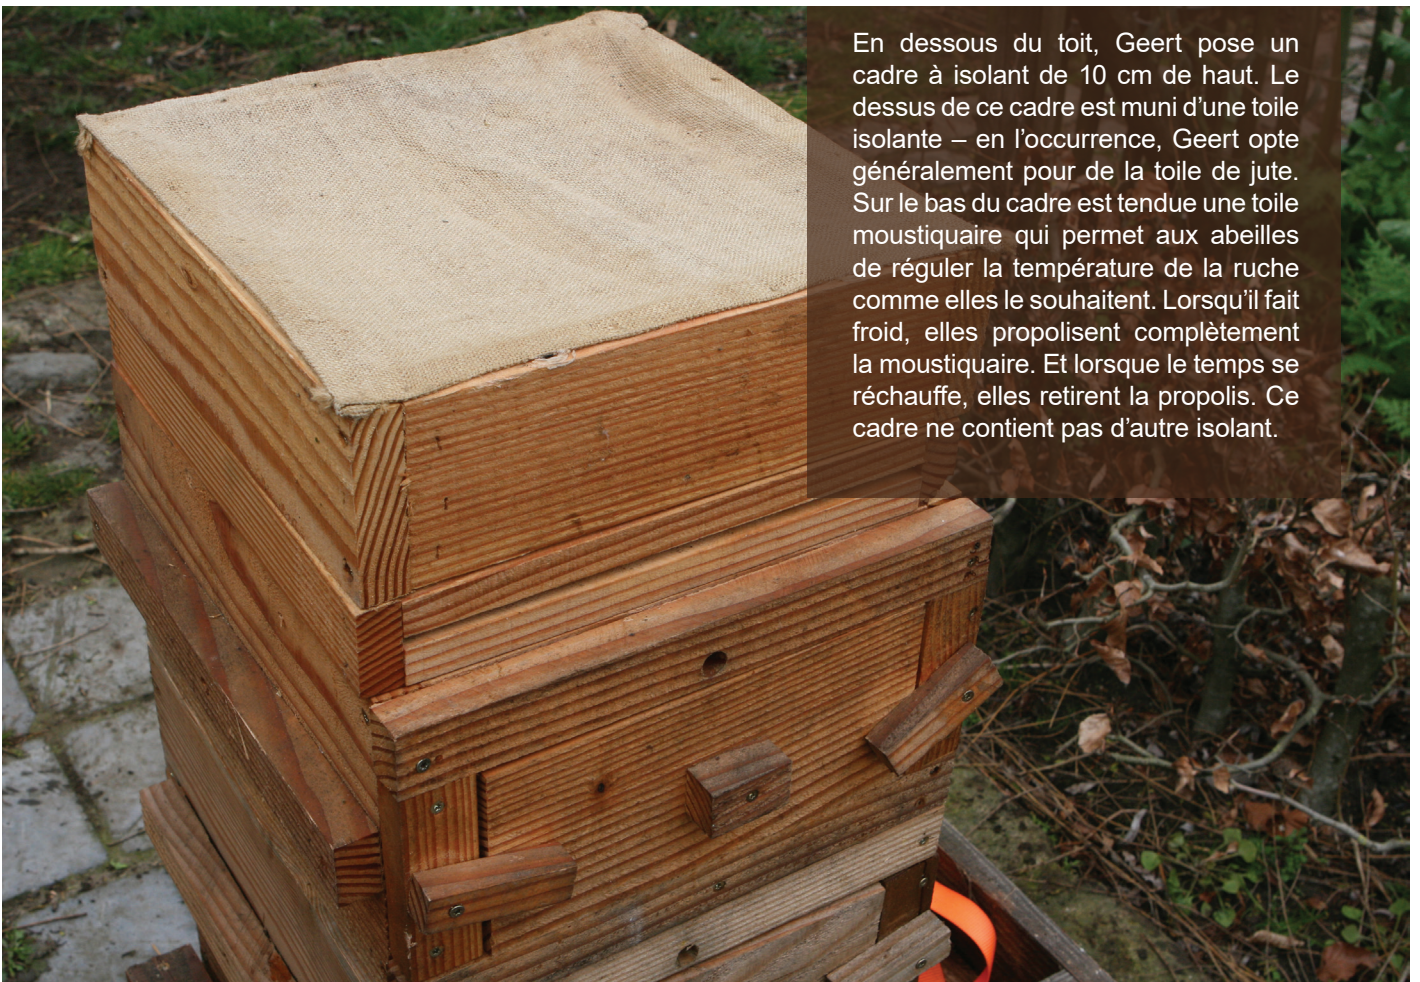 En dessous du toit, Geert pose un
cadre à isolant de 10 cm de haut. Le
dessus de ce cadre est muni d’une toile
isolante – en l’occurrence, Geert opte
généralement pour de la toile de jute.
Sur le bas du cadre est tendue une toile
moustiquaire qui permet aux abeilles
de réguler la température de la ruche
comme elles le souhaitent. Lorsqu’il fait
froid, elles propolisent complètement
la moustiquaire. Et lorsque le temps se
réchauffe, elles retirent la propolis. Ce
cadre ne contient pas d’autre isolant.